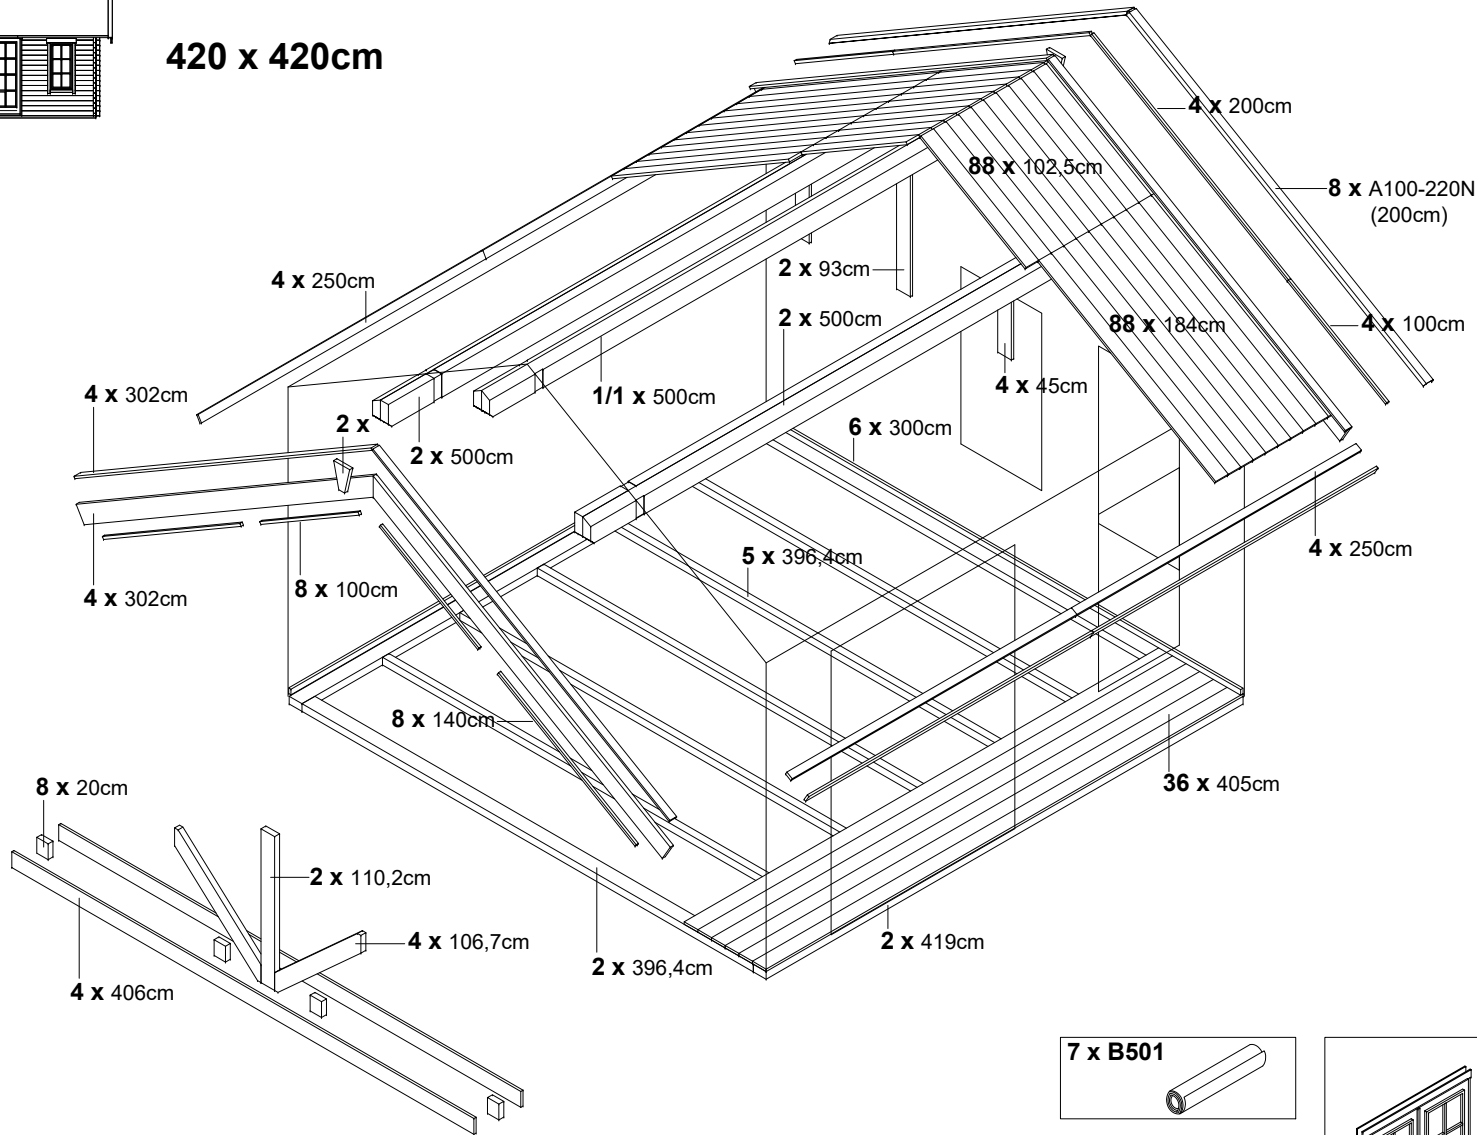 420 x 420cm
4 x 200cm
88 x 102,5cm
8 x A100-220N
(200cm)
2 x 93cm
4 x 250cm
2 x 500cm
88 x 184cm
4 x 100cm
4 x 45cm
4 x 302cm
1/1 x 500cm
2 x
6 x 300cm
2 x 500cm
5 x 396,4cm
4 x 250cm
8 x 100cm
4 x 302cm
8 x 140cm
36 x 405cm
8 x 20cm
2 x 110,2cm
4 x 106,7cm
2 x 419cm
2 x 396,4cm
4 x 406cm
7 x B501